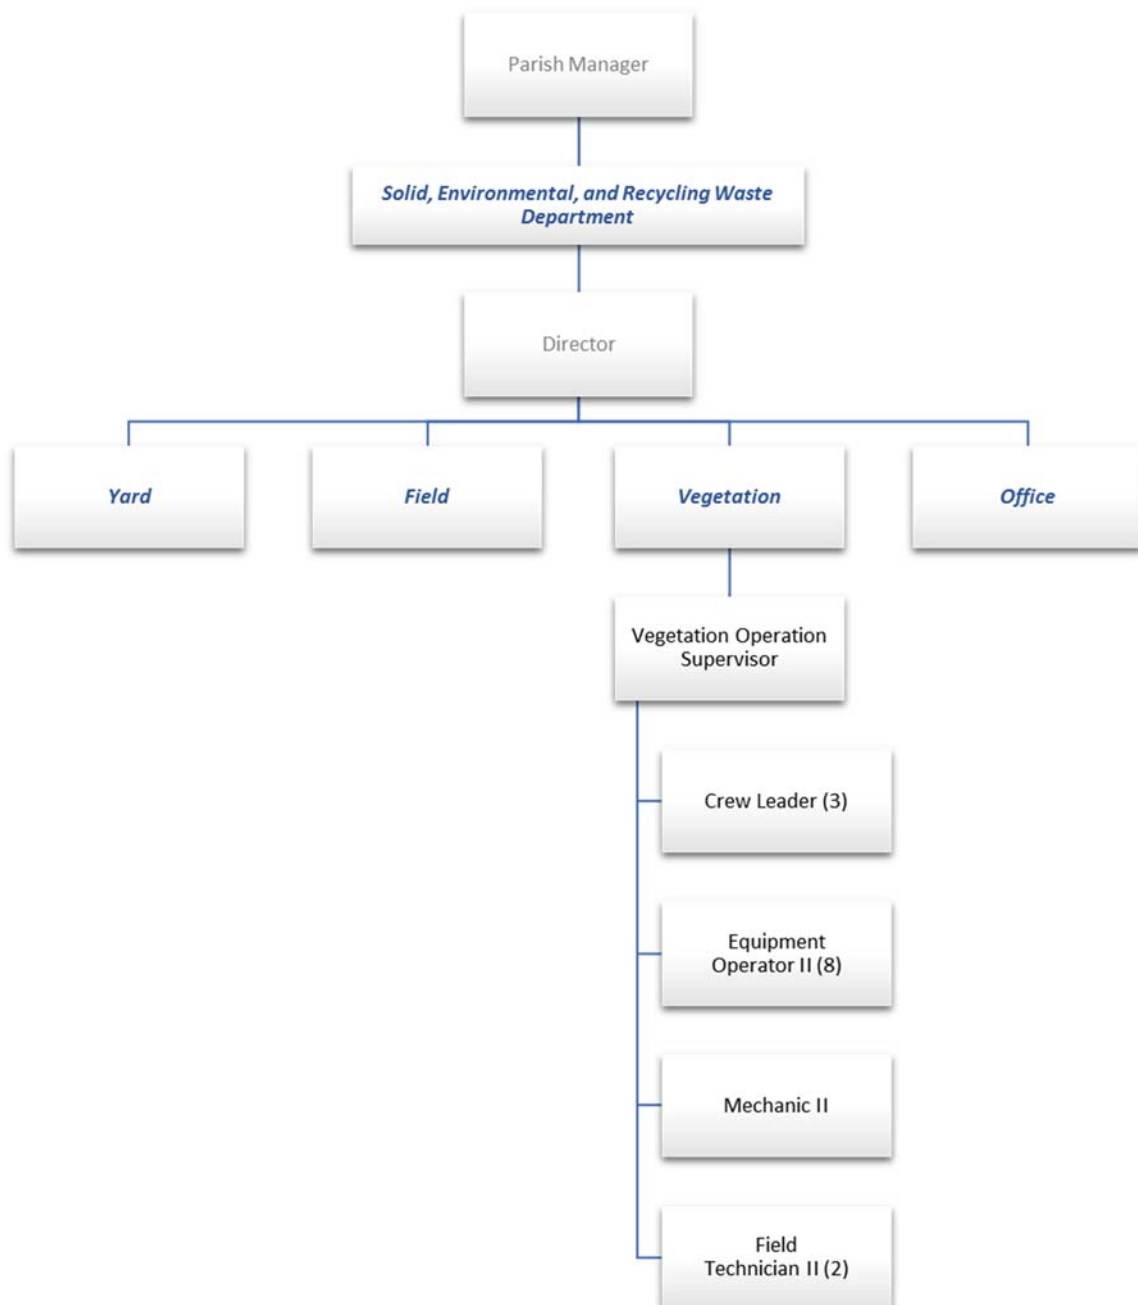 Parish Manager
Solid, Environmental, and Recycling Waste
Department
Director
Yard
Field
Vegetation
Office
Vegetation Operation
Supervisor
Crew Leader (3)
Equipment
Operator II (8)
Mechanic II
Field
Technician II (2)